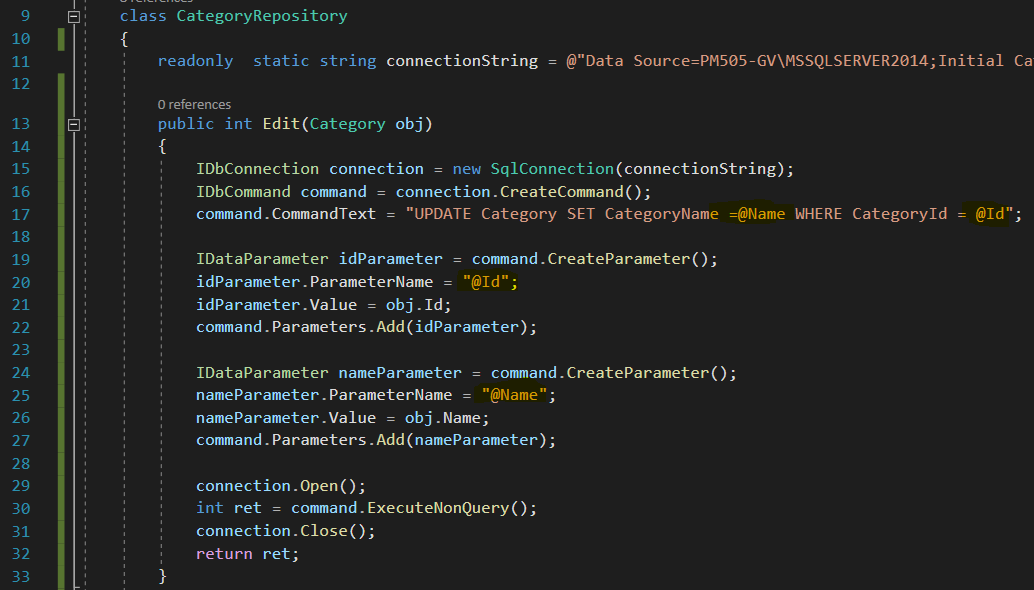 9 class CategoryRepository
10 {
11 readonly static string connectionString = @"Data Source=PM505-GV\MSSQLSERVER2014;Initial Ca
12
0 references
13 public int Edit(Category obj)
14 {
15 IDbConnection connection = new SqlConnection(connectionString);
16 IDbCommand command = connection.CreateCommand();
17 command.CommandText = "UPDATE Category SET CategoryName =@Name WHERE CategoryId = @Id";
18
19 IDataParameter idParameter = command.CreateParameter();
20 idParameter.ParameterName = "@Id";
21 idParameter.Value = obj.Id;
22 command.Parameters.Add(idParameter);
23
24 IDataParameter nameParameter = command.CreateParameter();
25 nameParameter.ParameterName = "@Name";
26 nameParameter.Value = obj.Name;
27 command.Parameters.Add(nameParameter);
28
29 connection.Open();
30 int ret = command.ExecuteNonQuery();
31 connection.Close();
32 return ret;
33 }